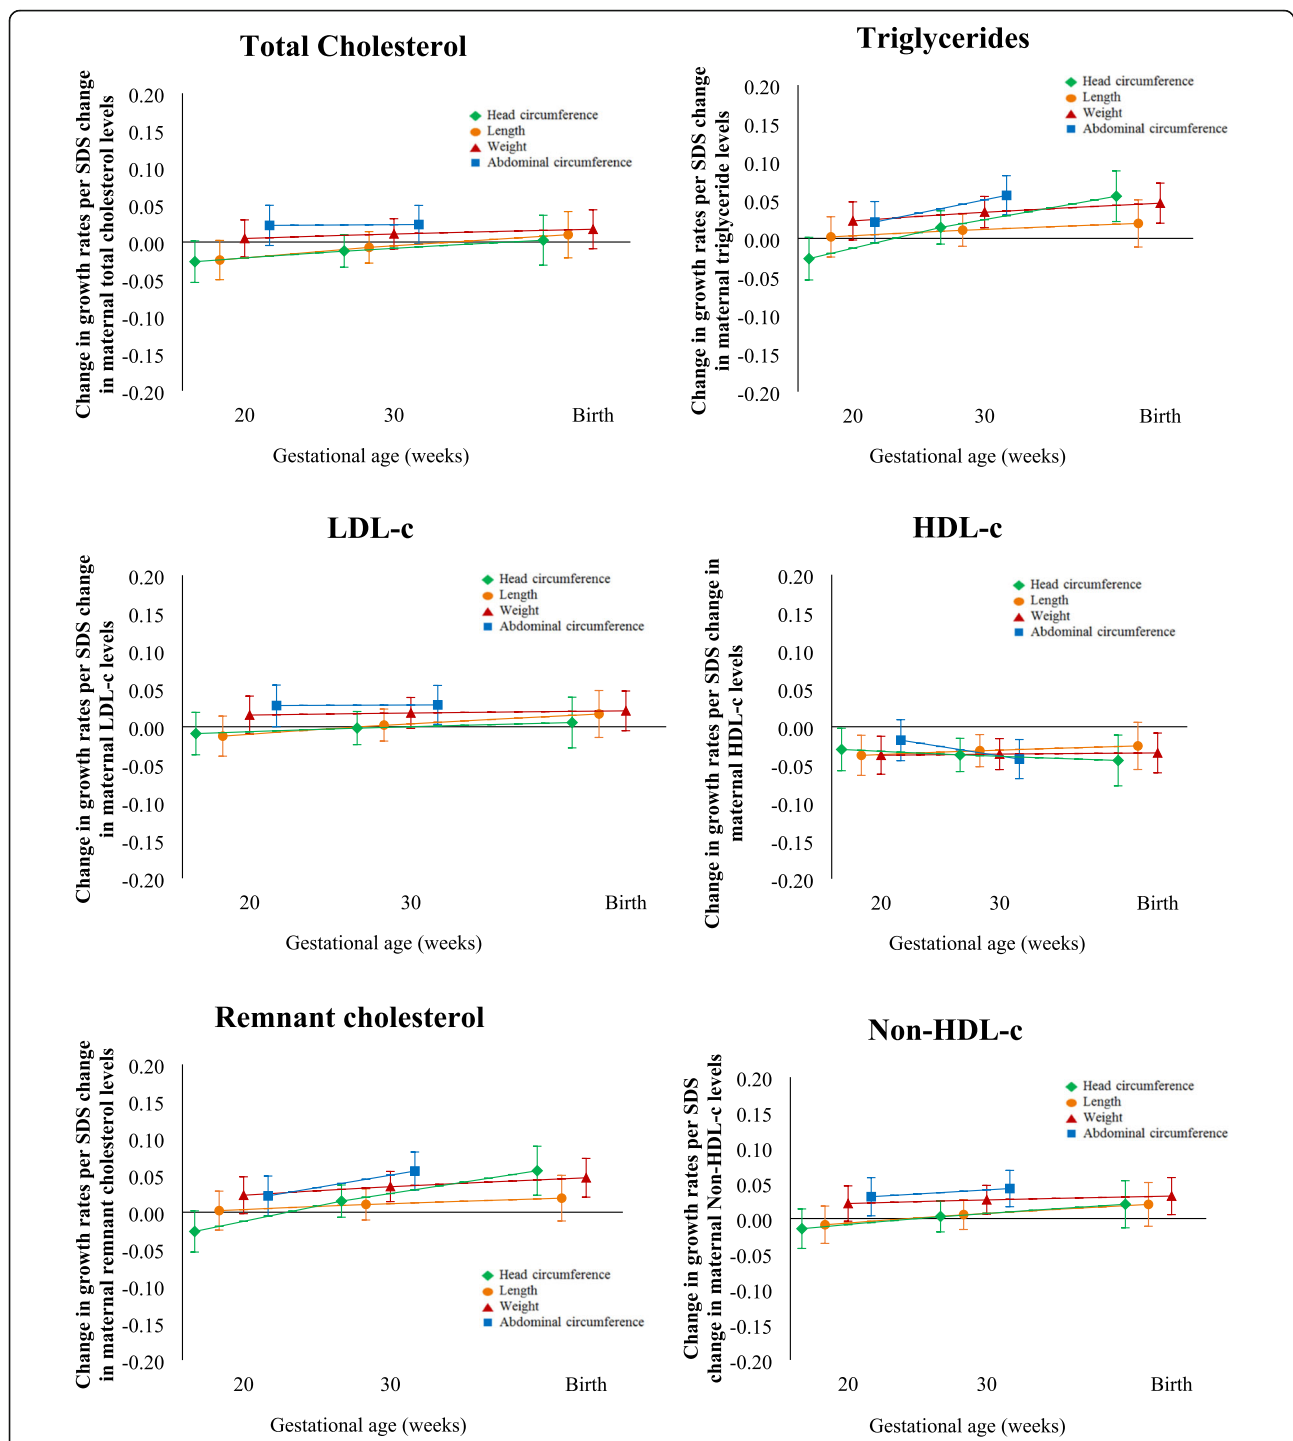 Total Cholesterol
Change in growth rates per SDS change
in maternal total cholesterol levels
0.20
0.15
0.10
0.05
0.00
-0.05
-0.10
-0.15
-0.20
Head circumference
Length
Weight
Abdominal circumference
20 30 Birth
Gestational age (weeks)
Triglycerides
Change in growth rates per SDS change
in maternal triglyceride levels
0.20
0.15
0.10
0.05
0.00
-0.05
-0.10
-0.15
-0.20
Head circumference
Length
Weight
Abdominal circumference
20 30 Birth
Gestational age (weeks)
LDL-c
Change in growth rates per SDS change
in maternal LDL-c levels
0.20
0.15
0.10
0.05
0.00
-0.05
-0.10
-0.15
-0.20
Head circumference
Length
Weight
Abdominal circumference
20 30 Birth
Gestational age (weeks)
HDL-c
Change in growth rates per SDS change in
maternal HDL-c levels
0.20
0.15
0.10
0.05
0.00
-0.05
-0.10
-0.15
-0.20
Head circumference
Length
Weight
Abdominal circumference
20 30 Birth
Gestational age (weeks)
Remnant cholesterol
Change in growth rates per SDS change
in maternal remnant cholesterol levels
0.20
0.15
0.10
0.05
0.00
-0.05
-0.10
-0.15
-0.20
Head circumference
Length
Weight
Abdominal circumference
20 30 Birth
Gestational age (weeks)
Non-HDL-c
Change in growth rates per SDS
change in maternal Non-HDL-c levels
0.20
0.15
0.10
0.05
0.00
-0.05
-0.10
-0.15
-0.20
Head circumference
Length
Weight
Abdominal circumference
20 30 Birth
Gestational age (weeks)